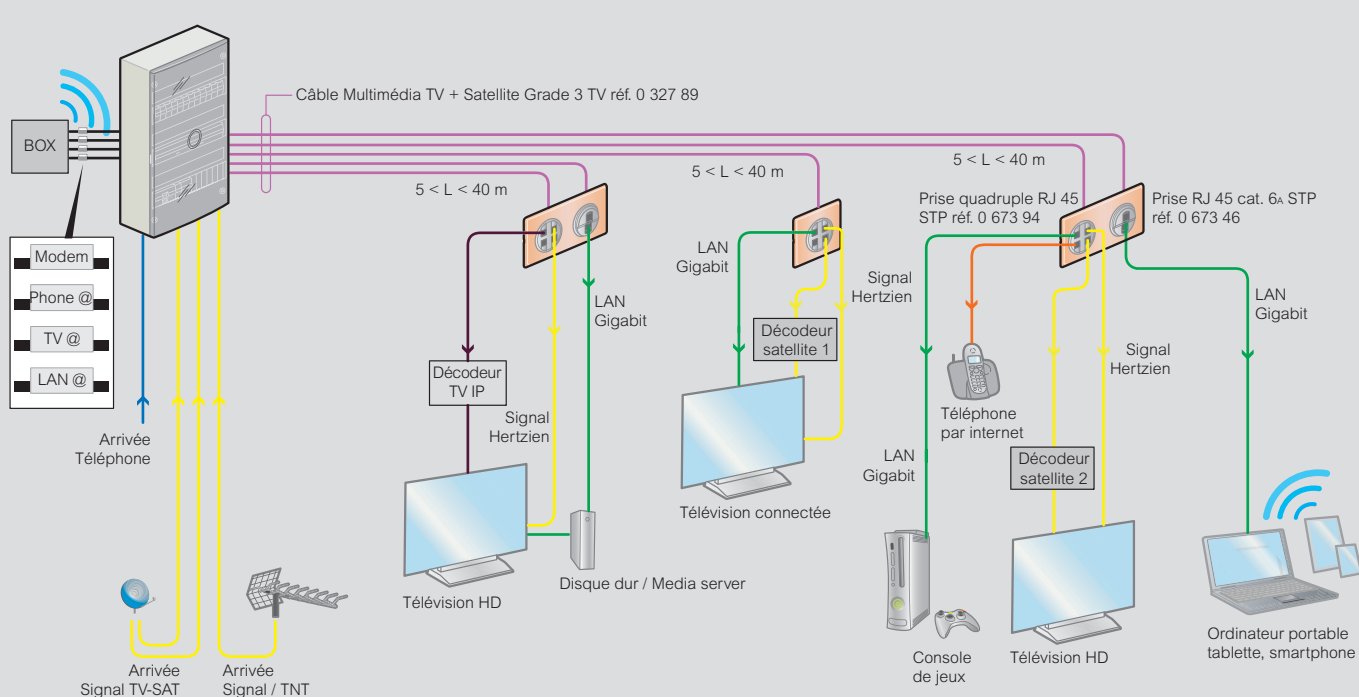 Câble Multimédia TV + Satellite Grade 3 TV réf. 0 327 89
BOX
Modem
Phone @
TV @
LAN @
Arrivée
Téléphone
Arrivée
Signal TV-SAT
Arrivée
Signal / TNT
5 < L < 40 m
LAN
Gigabit
Décodeur
TV IP
Signal
Hertzien
Télévision HD
Disque dur / Media server
5 < L < 40 m
LAN
Gigabit
Signal
Hertzien
Décodeur
satellite 1
Télévision connectée
5 < L < 40 m
Prise quadruple RJ 45
STP réf. 0 673 94
Prise RJ 45 cat. 6A STP
réf. 0 673 46
LAN
Gigabit
Téléphone
par internet
Signal
Hertzien
LAN
Gigabit
Décodeur
satellite 2
Console
de jeux
Télévision HD
Ordinateur portable
tablette, smartphone